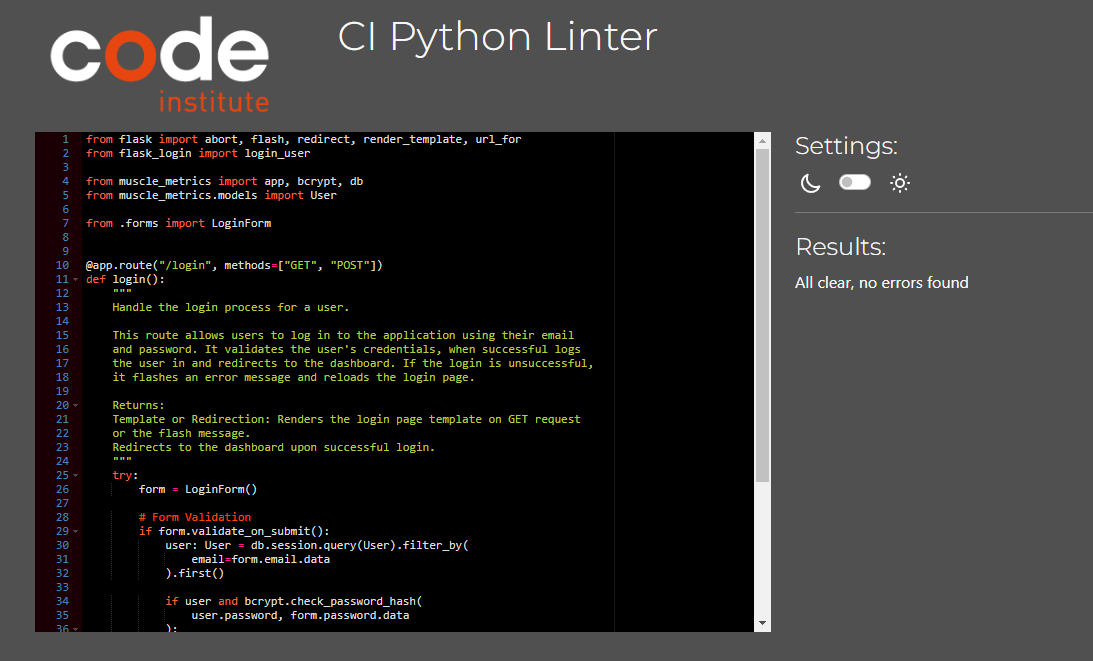 code
institute
CI Python Linter
1 from flask import abort, flash, redirect, render_template, url_for
2 from flask_login import login_user
3
4 from muscle_metrics import app, bcrypt, db
5 from muscle_metrics.models import User
6
7 from .forms import LoginForm
8
9
10 @app.route("/login", methods=["GET", "POST"])
11 def login():
12     """
13     Handle the login process for a user.
14
15     This route allows users to log in to the application using their email
16     and password. It validates the user's credentials, when successful logs
17     the user in and redirects to the dashboard. If the login is unsuccessful,
18     it flashes an error message and reloads the login page.
19
20     Returns:
21     Template or Redirection: Renders the login page template on GET request
22     or the flash message.
23     Redirects to the dashboard upon successful login.
24     """
25     try:
26         form = LoginForm()
27
28         # Form Validation
29         if form.validate_on_submit():
30             user: User = db.session.query(User).filter_by(
31                 email=form.email.data
32             ).first()
33
34             if user and bcrypt.check_password_hash(
35                 user.password, form.password.data
36             ):
Settings:
Results:
All clear, no errors found